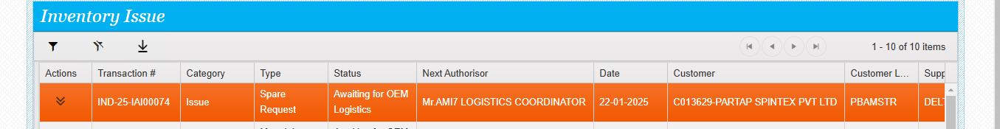 Inventory Issue
1 - 10 of 10 items
Actions Transaction # Category Type Status Next Authorisor Date Customer Customer L... Supp
IND-25-IAI00074 Issue Spare Request Awaiting for OEM Logistics Mr.AMI7 LOGISTICS COORDINATOR 22-01-2025 C013629-PARTAP SPINTEX PVT LTD PBAMSTR DELT